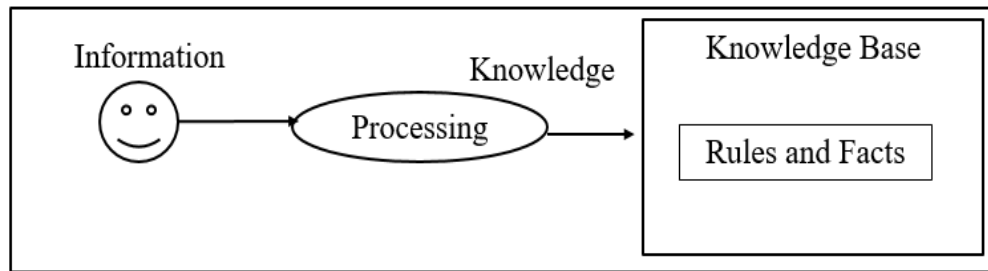 Information
Knowledge
Processing
Knowledge Base
Rules and Facts